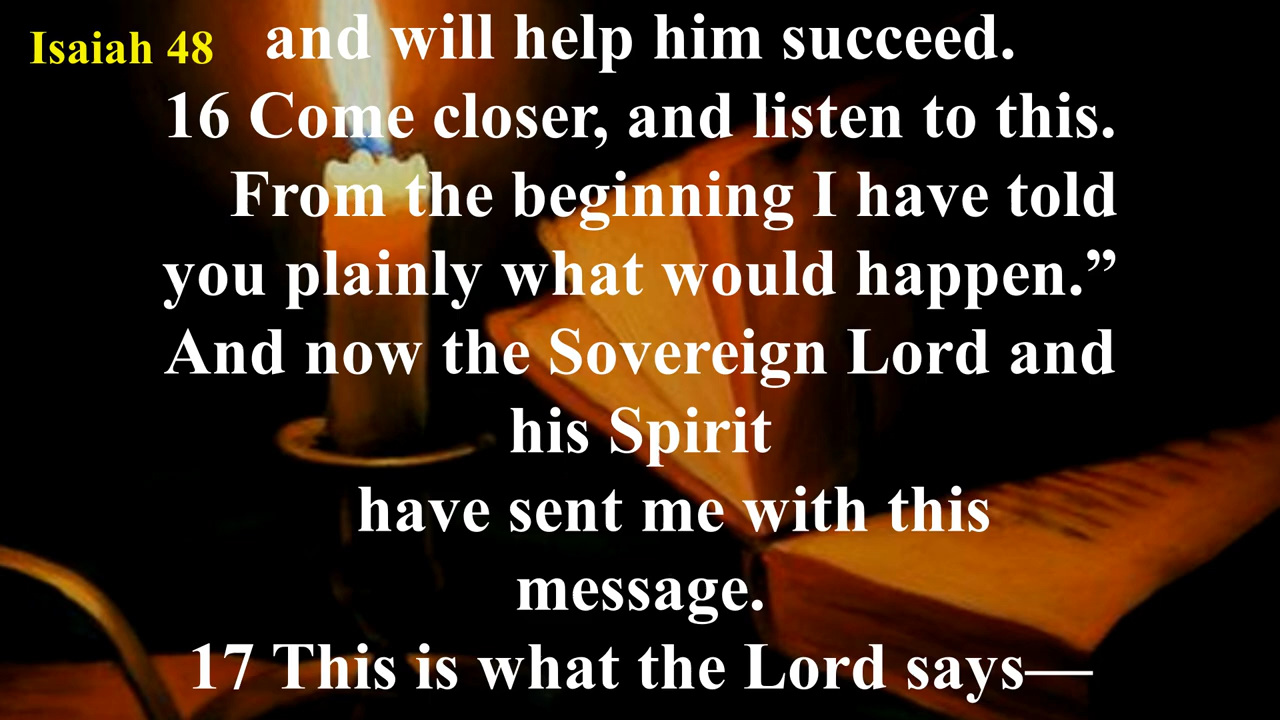 Isaiah 48
and will help him succeed.
16 Come closer, and listen to this.
From the beginning I have told
you plainly what would happen.”
And now the Sovereign Lord and
his Spirit
have sent me with this
message.
17 This is what the Lord says—